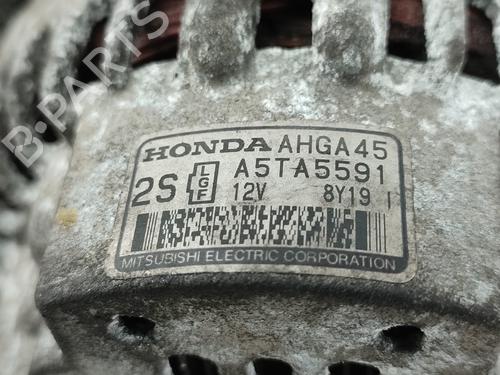 B-PARTS
HONDA AHGA45
2S LGF A5TA5591
12V 8Y19 I
MITSUBISHI ELECTRIC CORPORATION